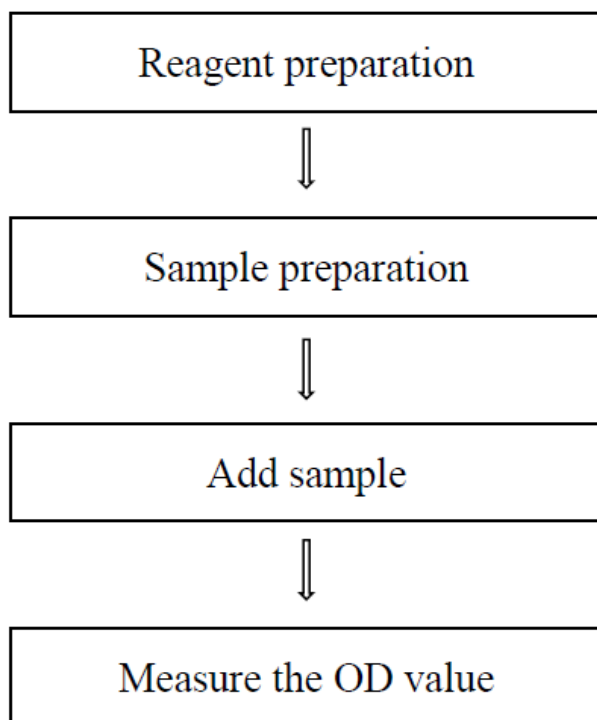 Reagent preparation
Sample preparation
Add sample
Measure the OD value